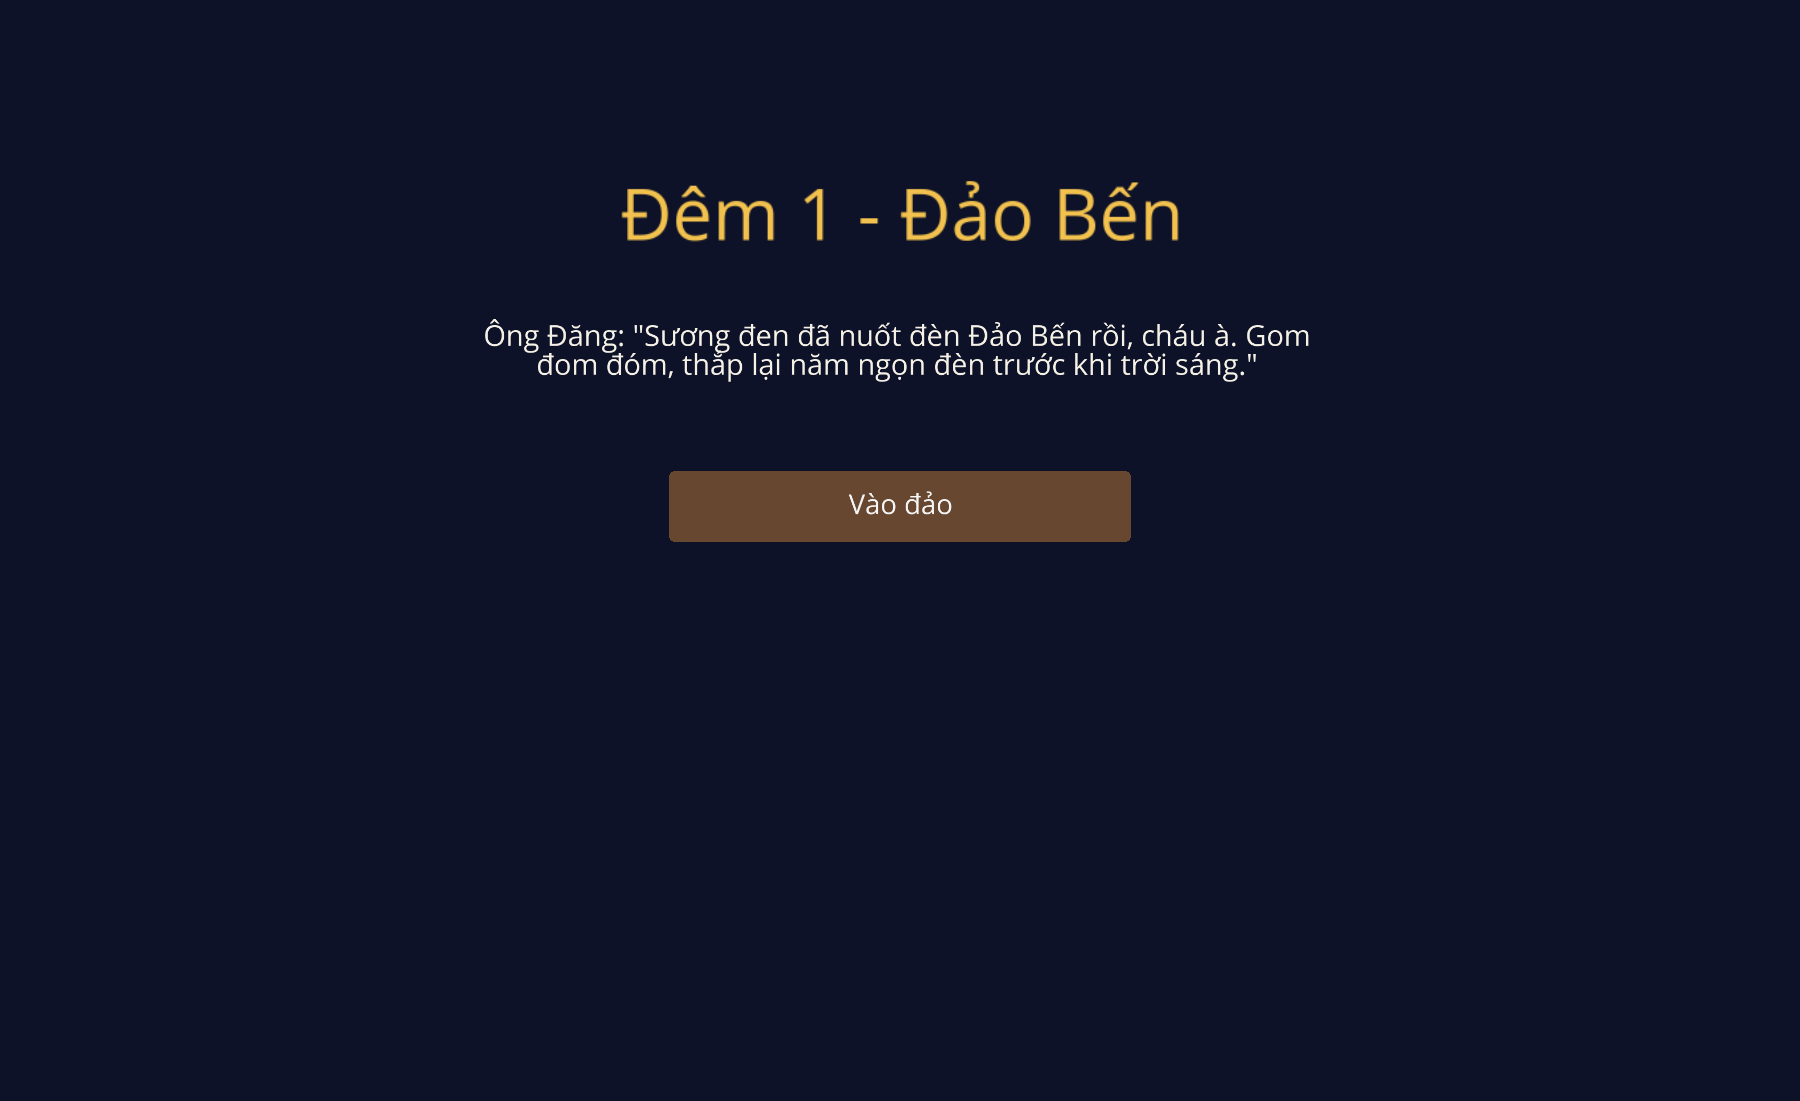 Đêm 1 - Đảo Bến
Ông Đăng: "Sương đen đã nuốt đèn Đảo Bến rồi, cháu à. Gom
đom đóm, thắp lại năm ngọn đèn trước khi trời sáng."
Vào đảo